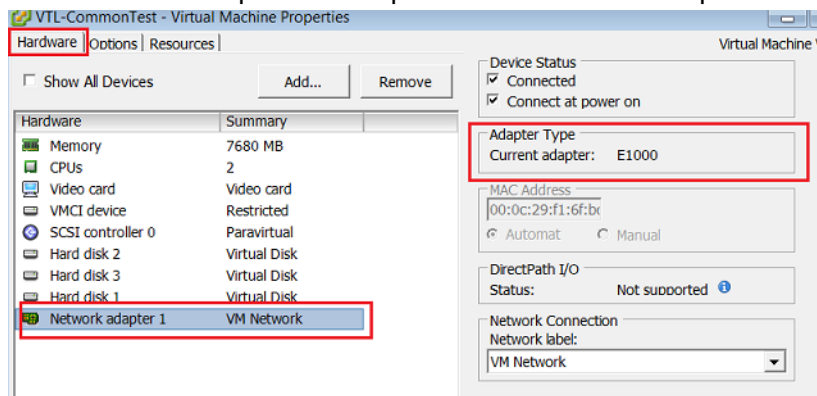 VTL-CommonTest - Virtual Machine Properties
Hardware Options Resources
Virtual Machine
Show All Devices
Add...
Remove
Hardware Summary
Memory 7680 MB
CPUs 2
Video card Video card
VMCI device Restricted
SCSI controller 0 Paravirtual
Hard disk 2 Virtual Disk
Hard disk 3 Virtual Disk
Hard disk 1 Virtual Disk
Network adapter 1 VM Network
Device Status
Connected
Connect at power on
Adapter Type
Current adapter: E1000
MAC Address
00:0c:29:f1:6f:
Automat Manual
DirectPath I/O
Status: Not supported
Network Connection
Network label:
VM Network